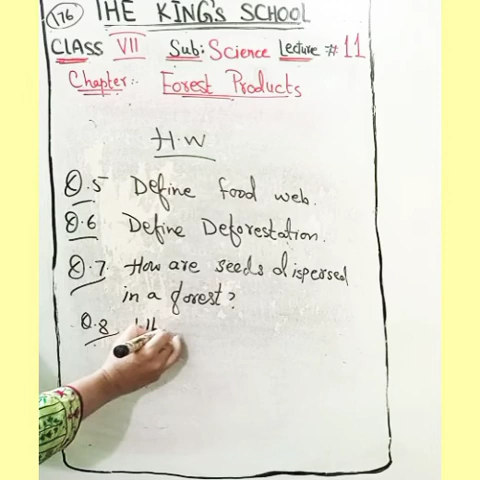 176 THE KING'S SCHOOL
CLASS VII Sub: Science Lecture # 11
Chapter:. Forest Products
H.W
Q.5 Define food web.
Q.6 Define Deforestation.
Q.7. How are seeds dispersed
in a forest?
Q.8